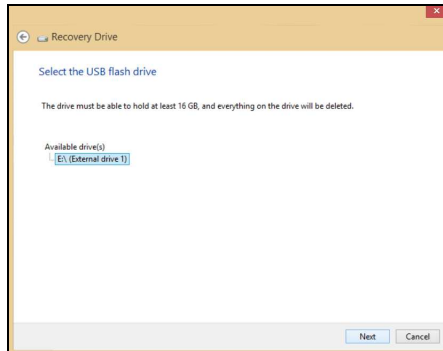 Recovery Drive
Select the USB flash drive
The drive must be able to hold at least 16 GB, and everything on the drive will be deleted.
Available drive(s)
E:\ (External drive 1)
Next Cancel